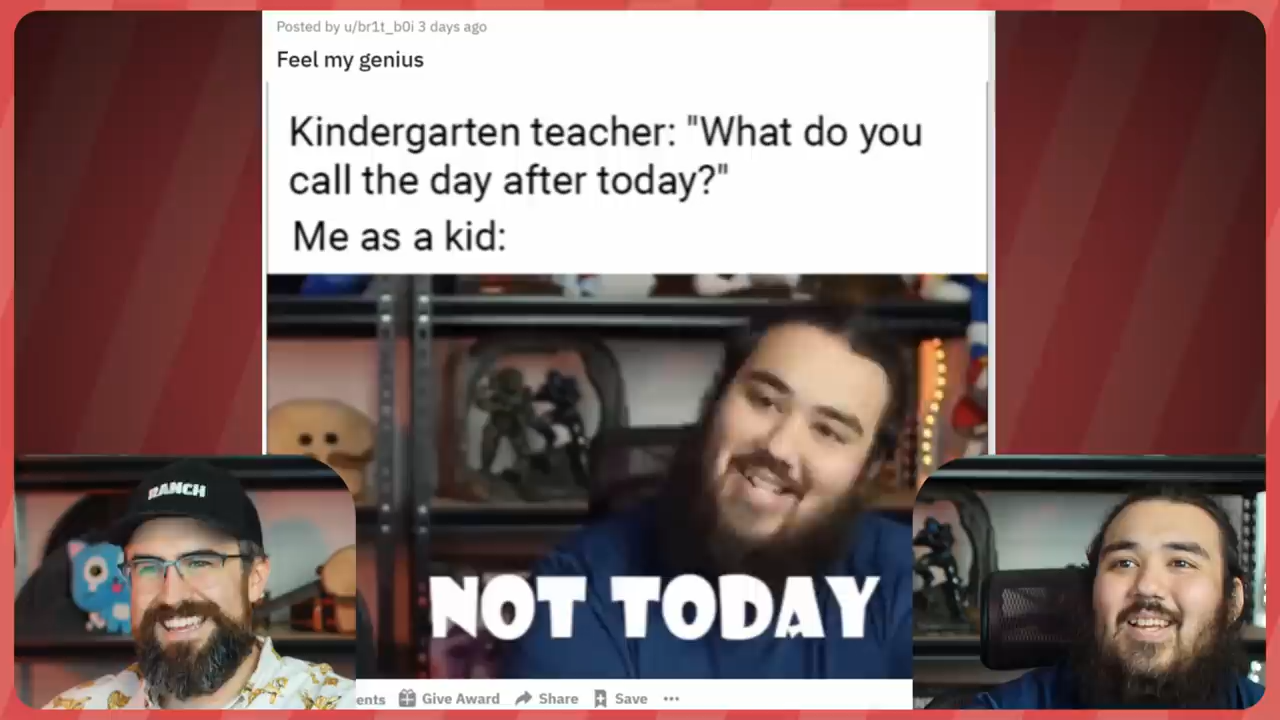 Posted by u/br1t_b0i 3 days ago
Feel my genius
Kindergarten teacher: "What do you
call the day after today?"
Me as a kid:
RANCH
NOT TODAY
ents Give Award Share Save